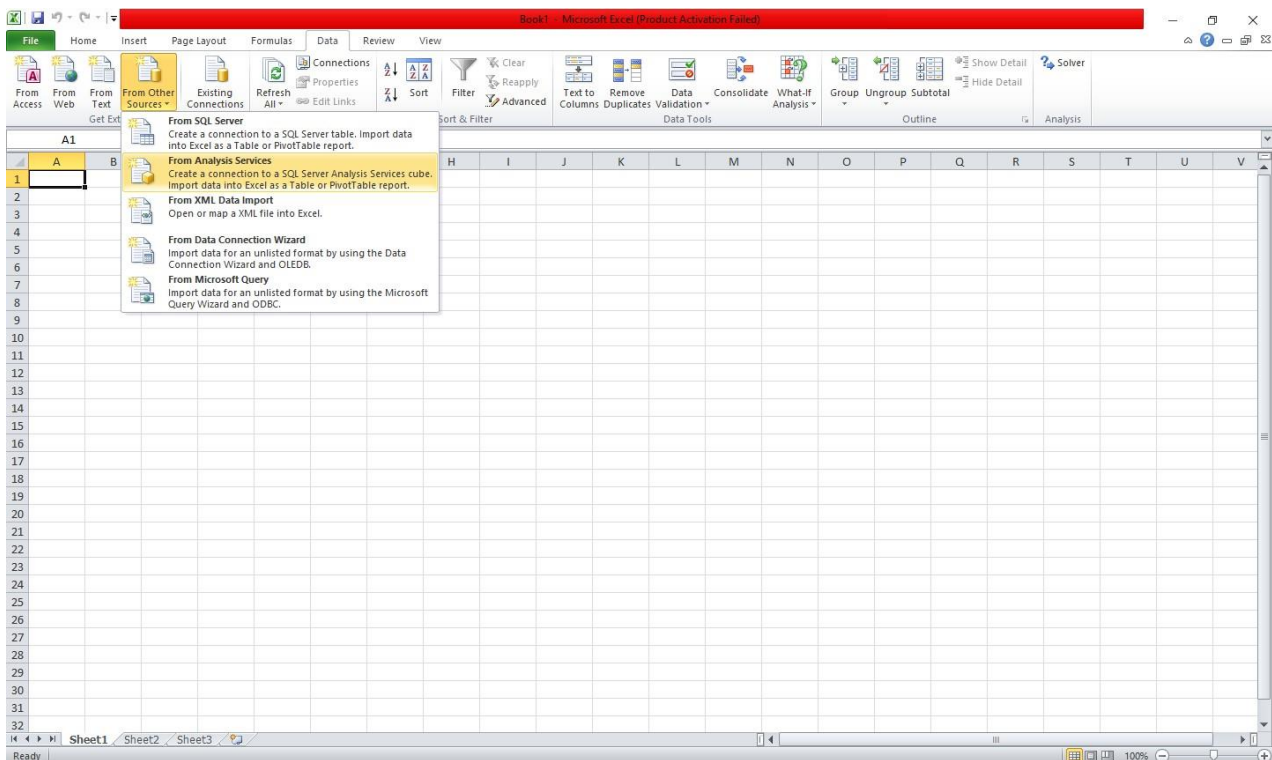 Book1 - Microsoft Excel (Product Activation Failed)
File Home Insert Page Layout Formulas Data Review View
From Access
From Web
From Text
From Other Sources
Existing Connections
Refresh All
Connections
Properties
Edit Links
Sort
Filter
Clear
Reapply
Advanced
Text to Columns
Remove Duplicates
Data Validation
Consolidate
What-If Analysis
Group
Ungroup
Subtotal
Show Detail
Hide Detail
Solver
Get Ext
Sort & Filter
Data Tools
Outline
Analysis
A1
From SQL Server
Create a connection to a SQL Server table. Import data
into Excel as a Table or PivotTable report.
From Analysis Services
Create a connection to a SQL Server Analysis Services cube.
Import data into Excel as a Table or PivotTable report.
From XML Data Import
Open or map a XML file into Excel.
From Data Connection Wizard
Import data for an unlisted format by using the Data
Connection Wizard and OLEDB.
From Microsoft Query
Import data for an unlisted format by using the Microsoft
Query Wizard and ODBC.
A B H I J K L M N O P Q R S T U V
1
2
3
4
5
6
7
8
9
10
11
12
13
14
15
16
17
18
19
20
21
22
23
24
25
26
27
28
29
30
31
32
Sheet1 Sheet2 Sheet3
Ready 100%